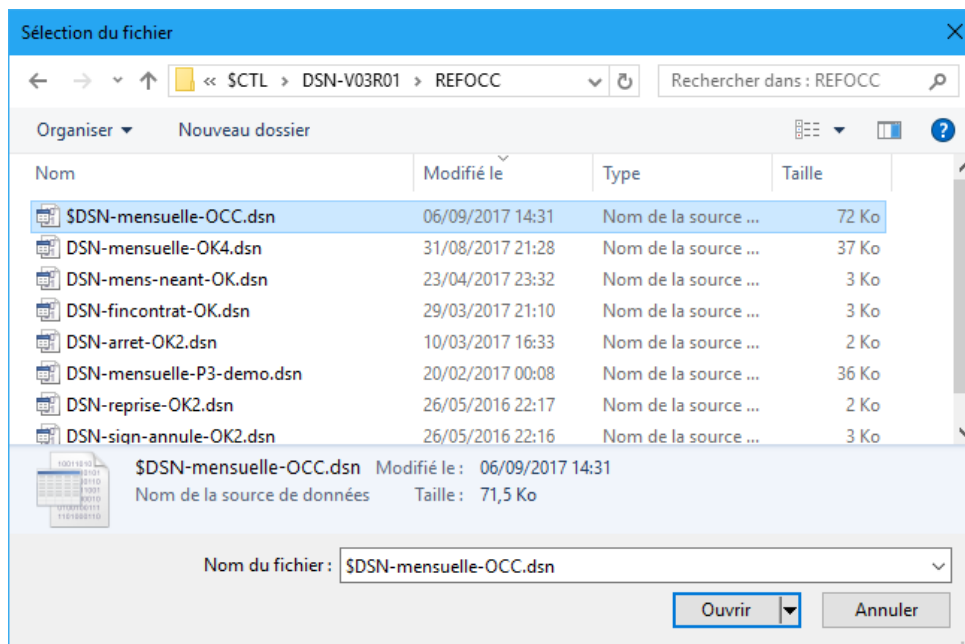 Sélection du fichier
« $CTL > DSN-V03R01 > REFOCC
Rechercher dans : REFOCC
Organiser Nouveau dossier
Nom Modifié le Type Taille
$DSN-mensuelle-OCC.dsn 06/09/2017 14:31 Nom de la source ... 72 Ko
DSN-mensuelle-OK4.dsn 31/08/2017 21:28 Nom de la source ... 37 Ko
DSN-mens-neant-OK.dsn 23/04/2017 23:32 Nom de la source ... 3 Ko
DSN-fincontrat-OK.dsn 29/03/2017 21:10 Nom de la source ... 3 Ko
DSN-arret-OK2.dsn 10/03/2017 16:33 Nom de la source ... 2 Ko
DSN-mensuelle-P3-demo.dsn 20/02/2017 00:08 Nom de la source ... 36 Ko
DSN-reprise-OK2.dsn 26/05/2016 22:17 Nom de la source ... 2 Ko
DSN-sign-annule-OK2.dsn 26/05/2016 22:16 Nom de la source ... 3 Ko
$DSN-mensuelle-OCC.dsn Modifié le : 06/09/2017 14:31
Nom de la source de données Taille : 71,5 Ko
Nom du fichier : $DSN-mensuelle-OCC.dsn
Ouvrir Annuler